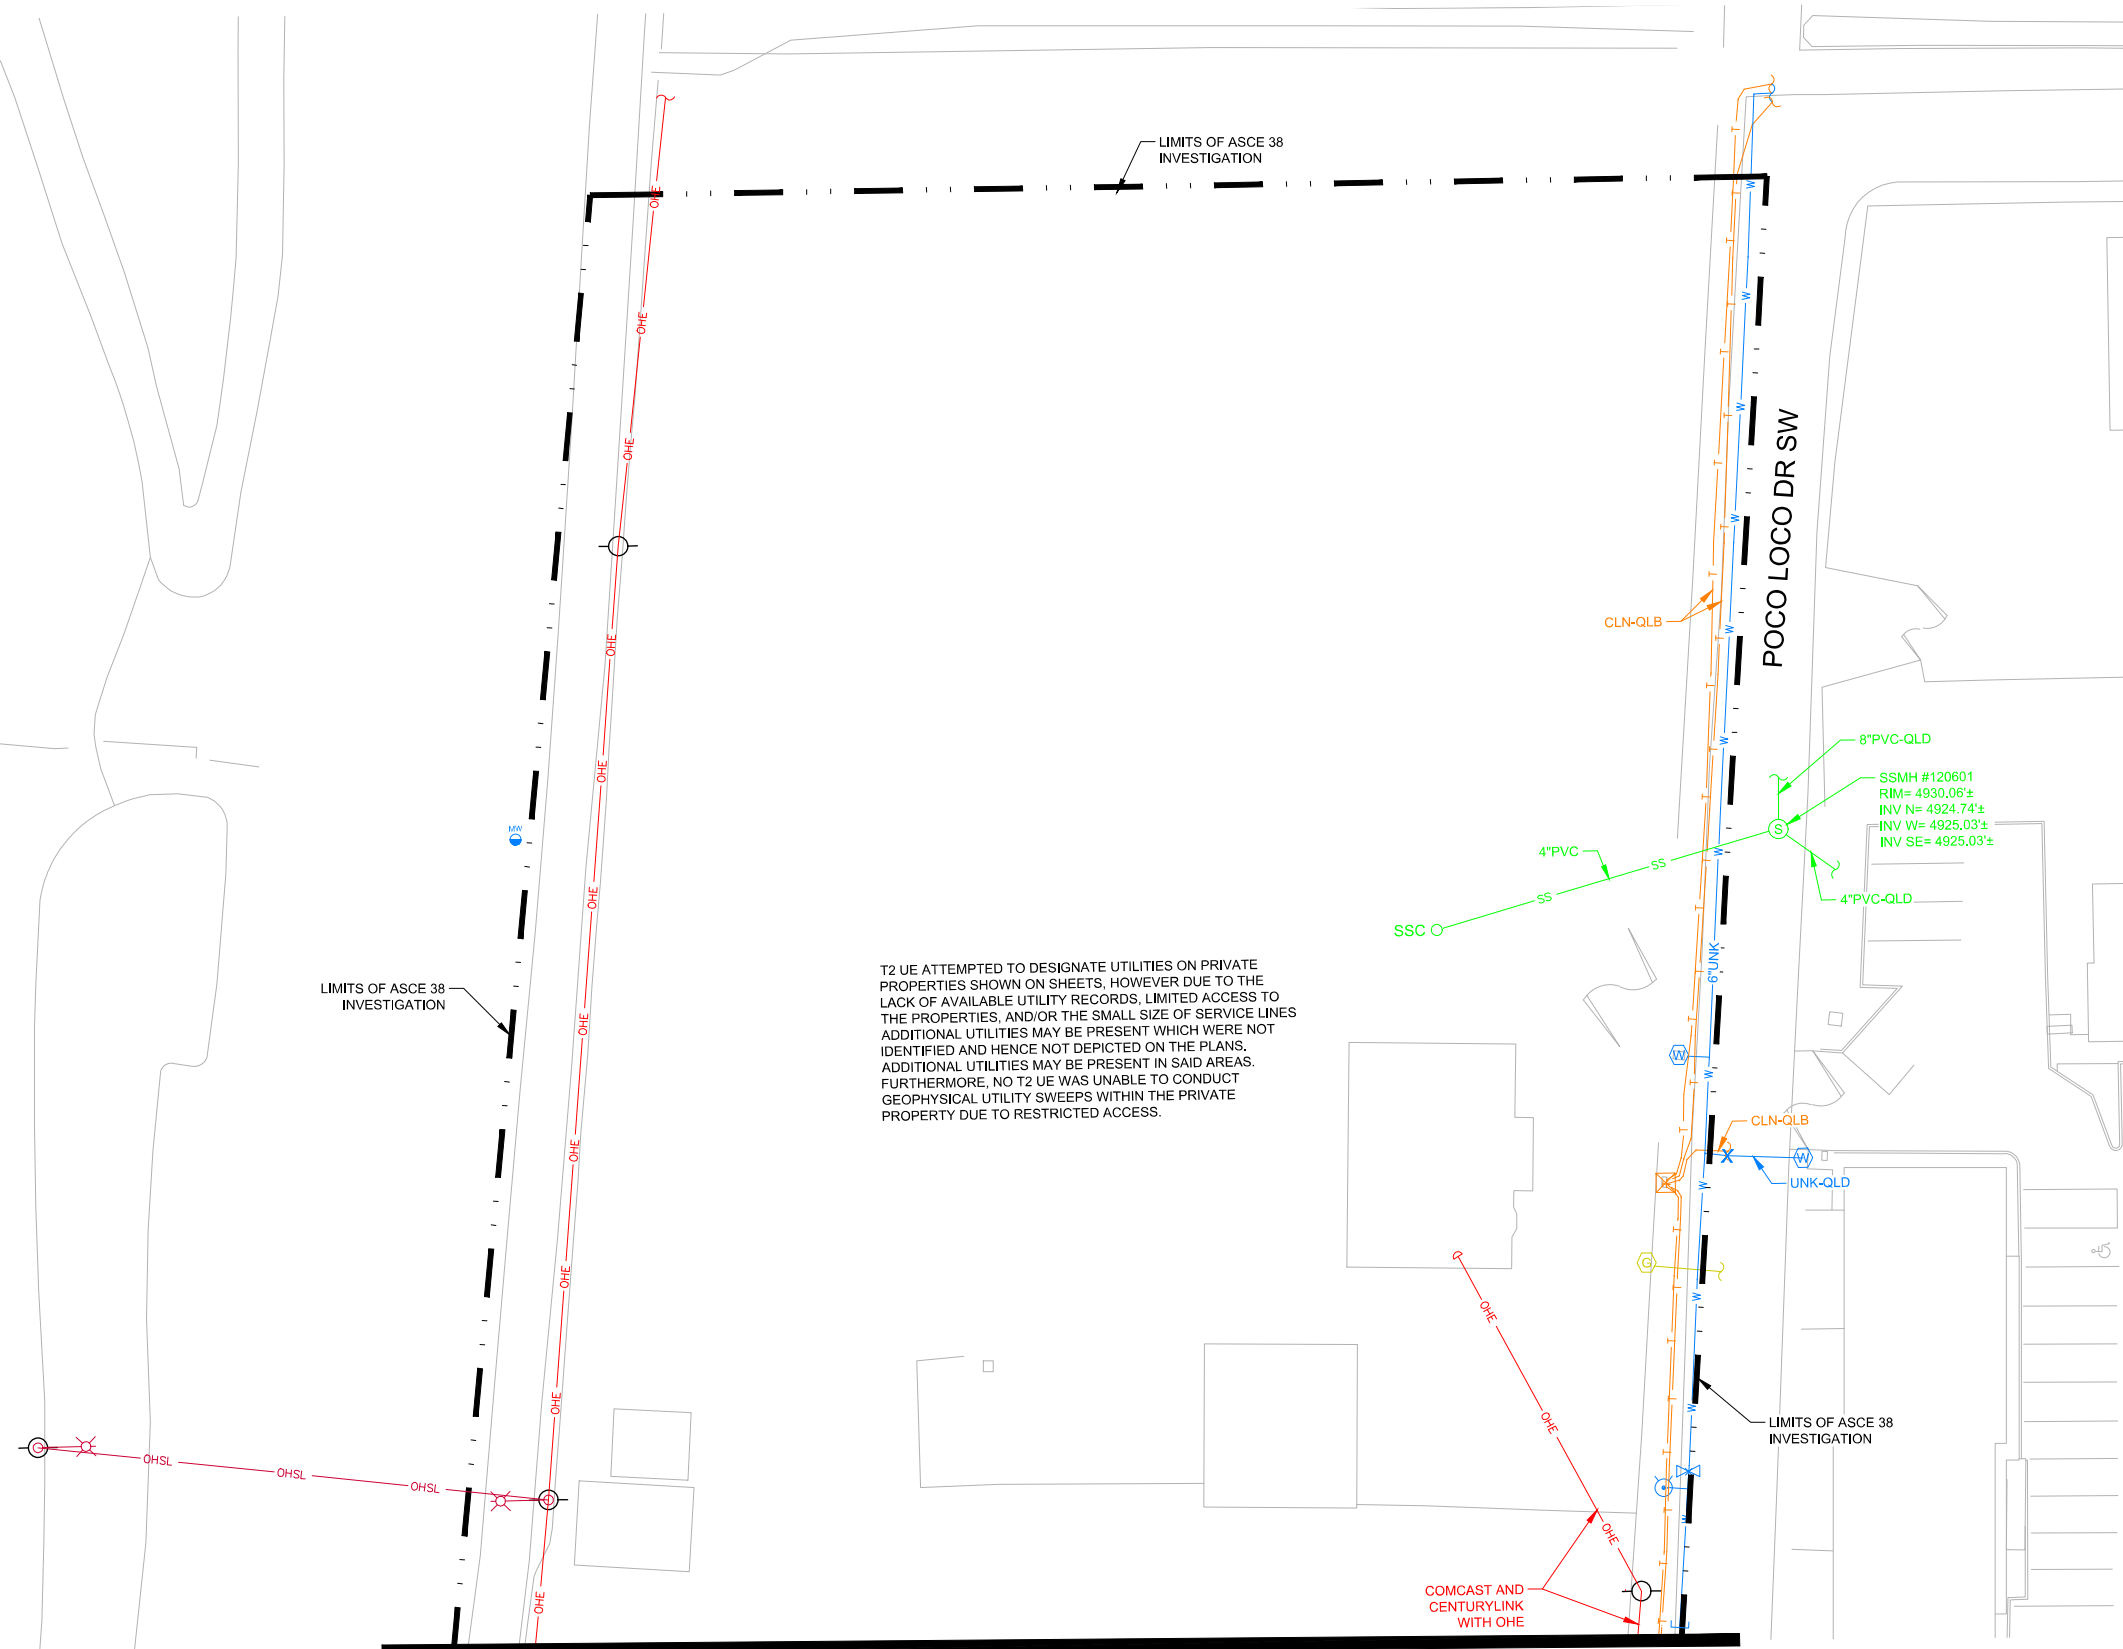 LIMITS OF ASCE 38
INVESTIGATION
OHE
T
W
OHE
T
W
OHE
T
W
POCO LOCO DR SW
CLN-QLB
OHE
T
W
8"PVC-QLD
SSMH #120601
RIM= 4930.06'±
INV N= 4924.74'±
INV W= 4925.03'±
INV SE= 4925.03'±
S
MW
OHE
4"PVC
SS
SS
4"PVC-QLD
SSC
OHE
6"UNK
T2 UE ATTEMPTED TO DESIGNATE UTILITIES ON PRIVATE
PROPERTIES SHOWN ON SHEETS, HOWEVER DUE TO THE
LACK OF AVAILABLE UTILITY RECORDS, LIMITED ACCESS TO
THE PROPERTIES, AND/OR THE SMALL SIZE OF SERVICE LINES
ADDITIONAL UTILITIES MAY BE PRESENT WHICH WERE NOT
IDENTIFIED AND HENCE NOT DEPICTED ON THE PLANS.
ADDITIONAL UTILITIES MAY BE PRESENT IN SAID AREAS.
FURTHERMORE, NO T2 UE WAS UNABLE TO CONDUCT
GEOPHYSICAL UTILITY SWEEPS WITHIN THE PRIVATE
PROPERTY DUE TO RESTRICTED ACCESS.
LIMITS OF ASCE 38
INVESTIGATION
OHE
W
W
CLN-QLB
OHE
X
W
UNK-QLD
W
OHE
G
W
OHE
OHE
OHE
W
LIMITS OF ASCE 38
INVESTIGATION
OHSL
OHSL
OHSL
OHE
W
OHE
COMCAST AND
CENTURYLINK
WITH OHE